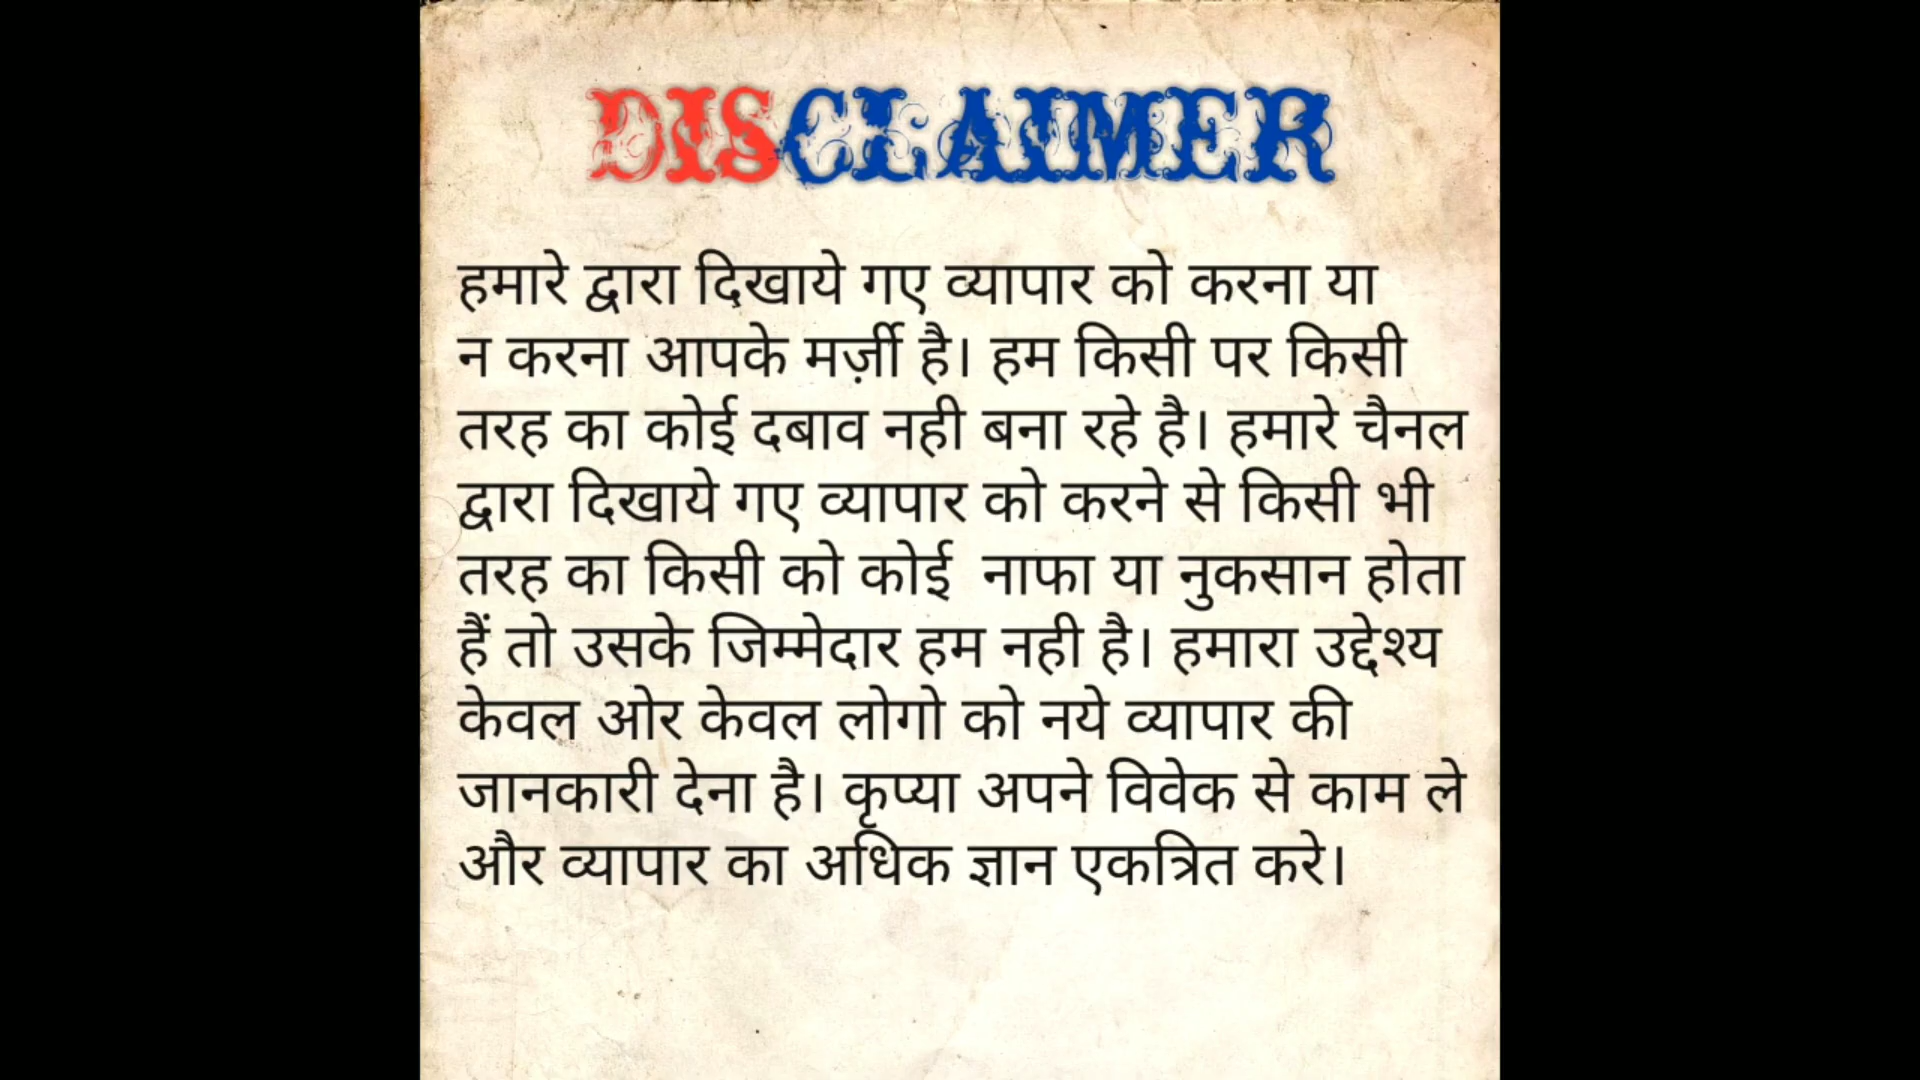 DISCLAIMER
हमारे द्वारा दिखाये गए व्यापार को करना या
न करना आपके मर्ज़ी है। हम किसी पर किसी
तरह का कोई दबाव नही बना रहे है। हमारे चैनल
द्वारा दिखाये गए व्यापार को करने से किसी भी
तरह का किसी को कोई नाफा या नुकसान होता
हैं तो उसके जिम्मेदार हम नही है। हमारा उद्देश्य
केवल ओर केवल लोगो को नये व्यापार की
जानकारी देना है। कृप्या अपने विवेक से काम ले
और व्यापार का अधिक ज्ञान एकत्रित करे।